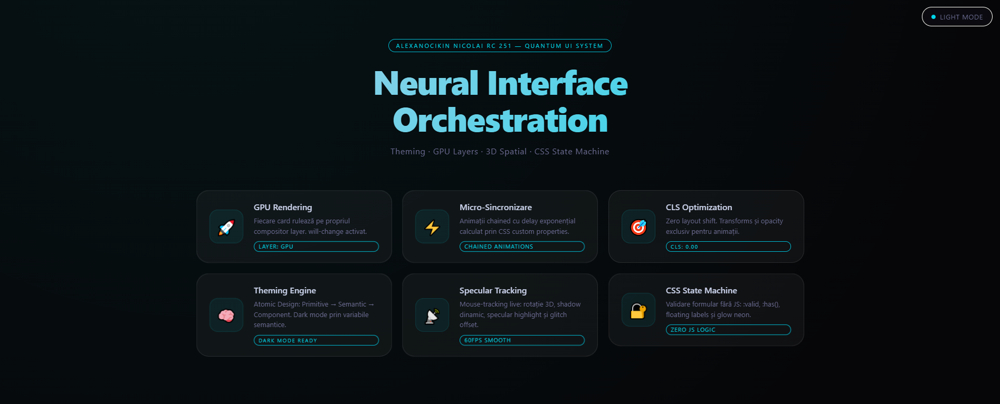 LIGHT MODE
ALEXANOCIKIN NICOLAI RC 251 — QUANTUM UI SYSTEM
Neural Interface
Orchestration
Theming · GPU Layers · 3D Spatial · CSS State Machine
GPU Rendering
Fiecare card rulează pe propriul
compositor layer. will-change activat.
LAYER: GPU
Micro-Sincronizare
Animații chained cu delay exponențial
calculat prin CSS custom properties.
CHAINED ANIMATIONS
CLS Optimization
Zero layout shift. Transforms și opacity
exclusiv pentru animații.
CLS: 0.00
Theming Engine
Atomic Design: Primitive → Semantic →
Component. Dark mode prin variabile
semantice.
DARK MODE READY
Specular Tracking
Mouse-tracking live: rotație 3D, shadow
dinamic, specular highlight și glitch
offset.
60FPS SMOOTH
CSS State Machine
Validare formular fără JS: :valid, :has(),
floating labels și glow neon.
ZERO JS LOGIC